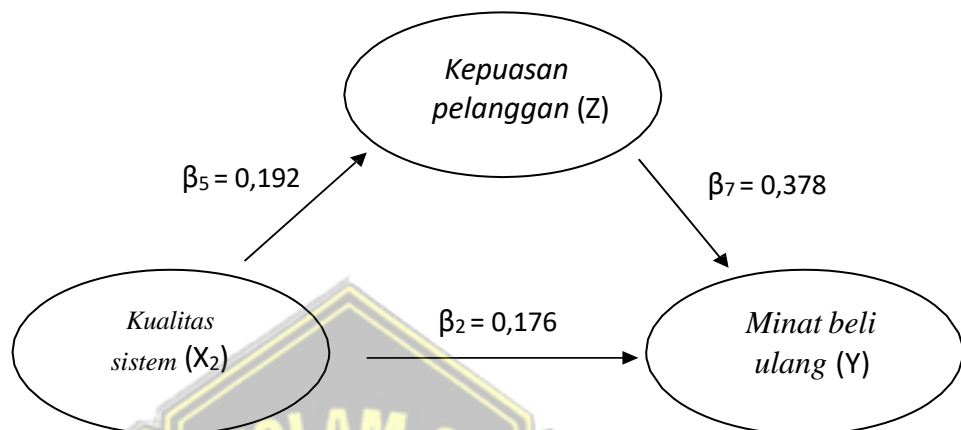 Kepuasan
pelanggan (Z)
β5 = 0,192
β7 = 0,378
Kualitas
sistem (X2)
β2 = 0,176
Minat beli
ulang (Y)